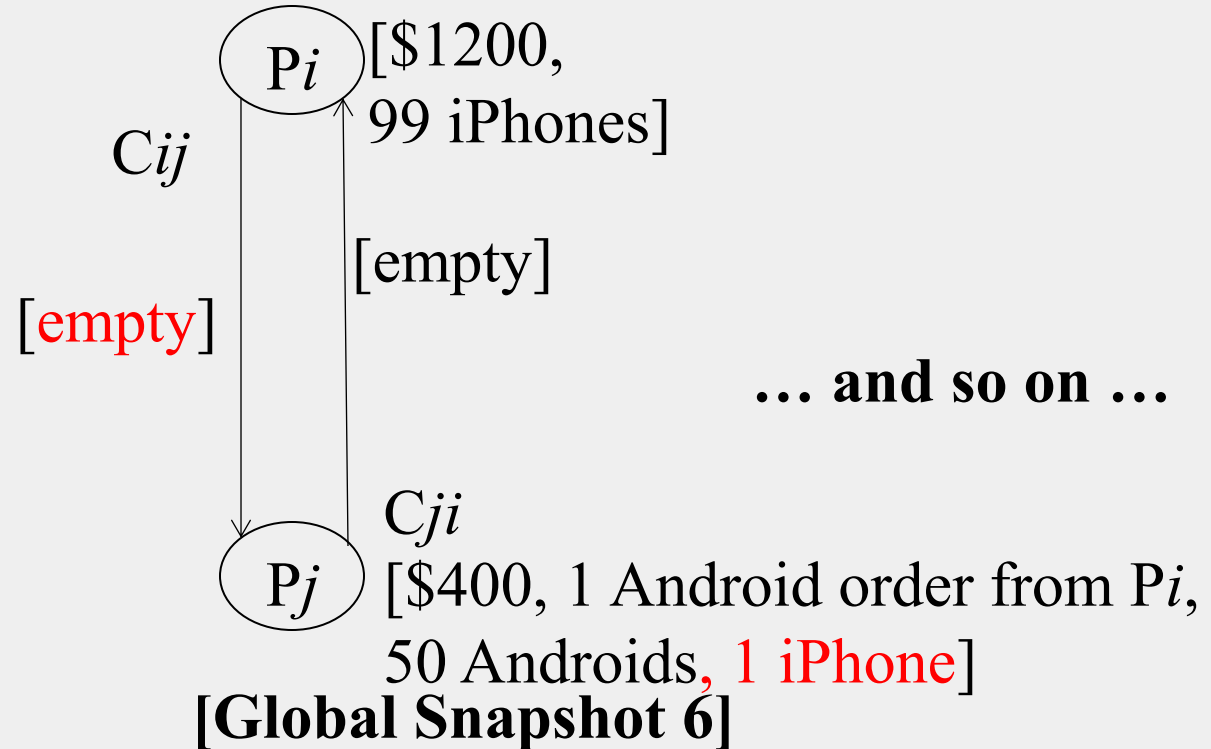 Pi
[$1200,
99 iPhones]
Cij
[empty]
[empty]
… and so on …
Cji
Pj
[$400, 1 Android order from Pi,
50 Androids, 1 iPhone]
[Global Snapshot 6]